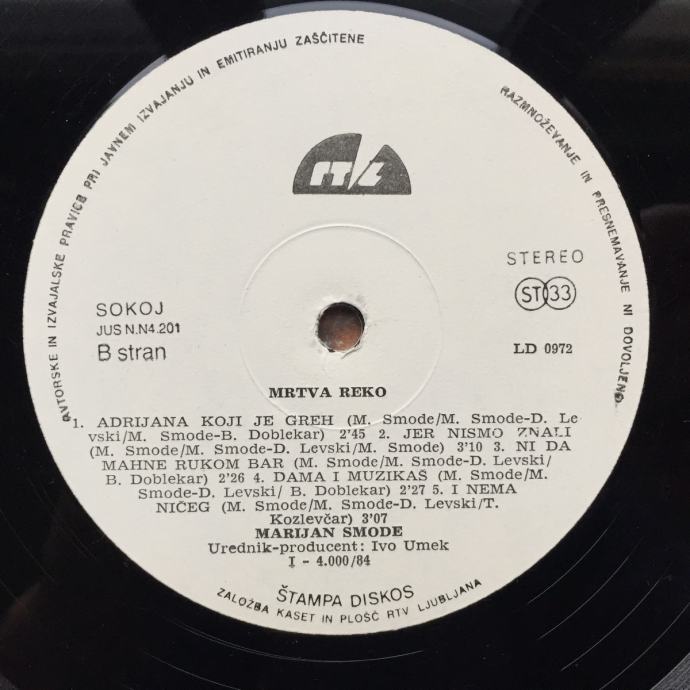 AVTORSKE IN IZVAJALSKE PRAVICE PRI JAVNEM IZVAJANJU IN EMITIRANJU ZAŠČITENE
RAZMNOŽEVANJE IN PRESNEMAVANJE NI DOVOLJENO
RTVL
STEREO
ST 33
SOKOJ
JUS N.N4.201
B stran
LD 0972
MRTVA REKO
1. ADRIJANA KOJI JE GREH (M. Smode/M. Smode-D. Le
vski/M. Smode-B. Doblekar) 2'45 2. JER NISMO ZNALI
(M. Smode/M. Smode-D. Levski/M. Smode) 3'10 3. NI DA
MAHNE RUKOM BAR (M. Smode/M. Smode-D. Levski/
B. Doblekar) 2'26 4. DAMA I MUZIKAŠ (M. Smode/M.
Smode-D. Levski/ B. Doblekar) 2'27 5. I NEMA
NIČEG (M. Smode/M. Smode-D. Levski/T.
Kozlevčar) 3'07
MARIJAN SMODE
Urednik-producent: Ivo Umek
I - 4.000/84
ŠTAMPA DISKOS
ZALOŽBA KASET IN PLOŠČ RTV LJUBLJANA